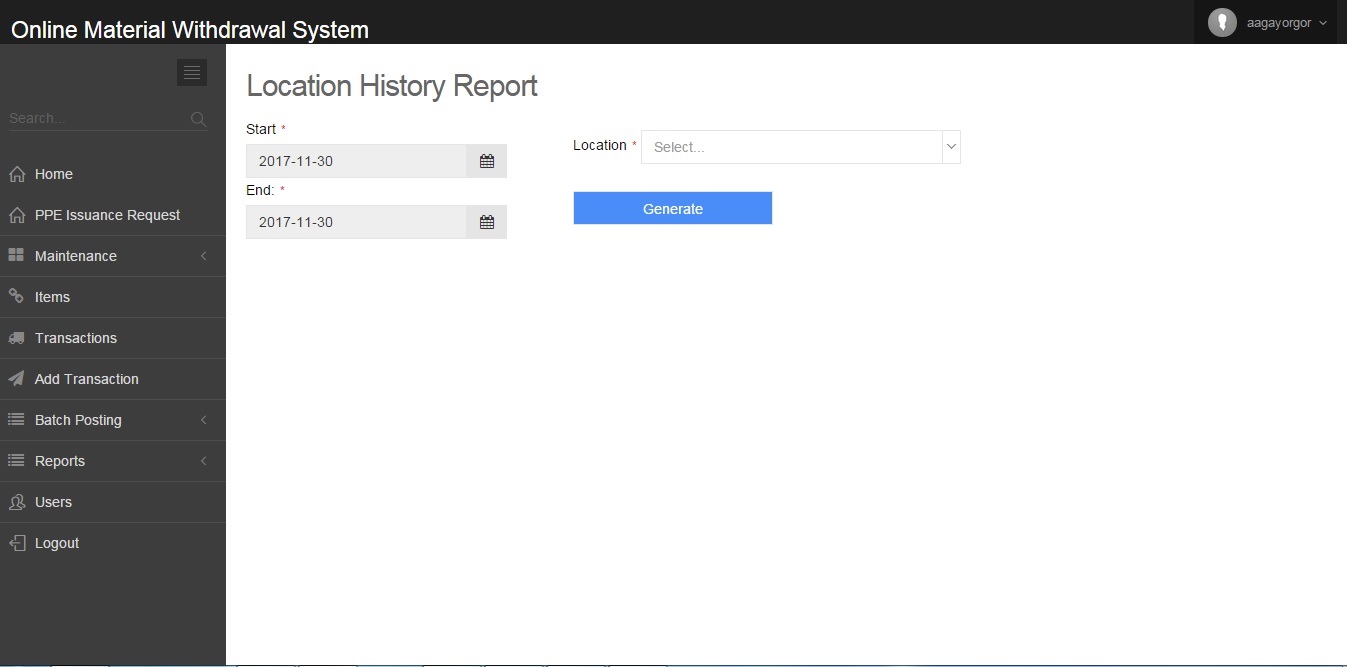 Online Material Withdrawal System
aagayorgor
Search...
Home
PPE Issuance Request
Maintenance
Items
Transactions
Add Transaction
Batch Posting
Reports
Users
Logout
Location History Report
Start *
2017-11-30
End: *
2017-11-30
Location * Select...
Generate